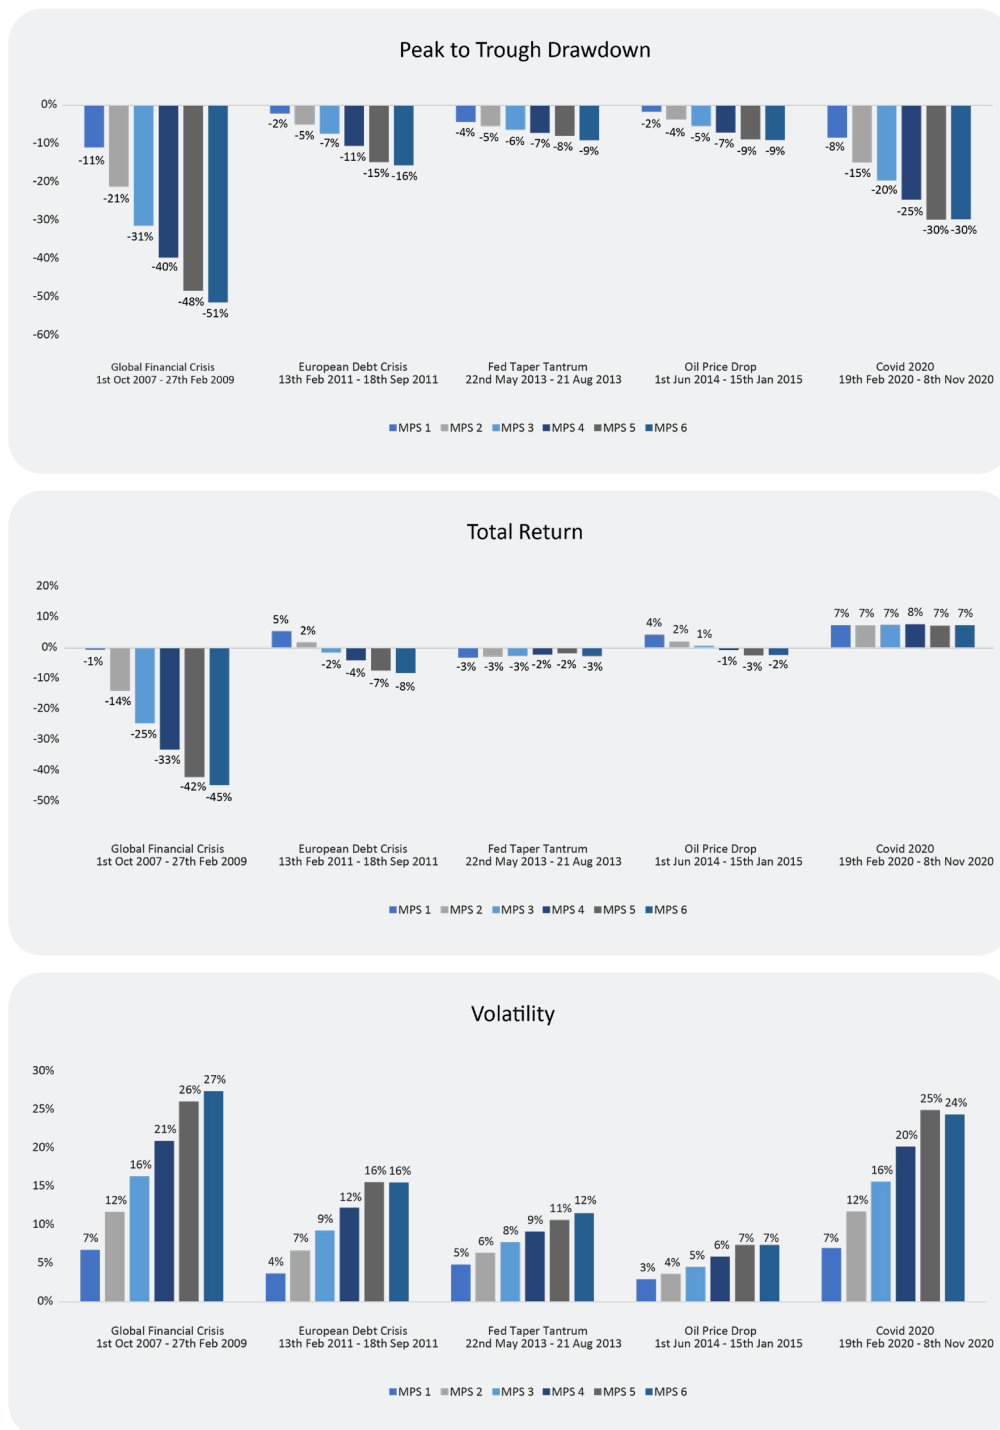 Peak to Trough Drawdown
0%
-10%
-20%
-30%
-40%
-50%
-60%
-11% -21% -31% -40% -48% -51%
-2% -5% -7% -11% -15% -16%
-4% -5% -6% -7% -8% -9%
-2% -4% -5% -7% -9% -9%
-8% -15% -20% -25% -30% -30%
Global Financial Crisis
1st Oct 2007 - 27th Feb 2009
European Debt Crisis
13th Feb 2011 - 18th Sep 2011
Fed Taper Tantrum
22nd May 2013 - 21 Aug 2013
Oil Price Drop
1st Jun 2014 - 15th Jan 2015
Covid 2020
19th Feb 2020 - 8th Nov 2020
MPS 1 MPS 2 MPS 3 MPS 4 MPS 5 MPS 6
Total Return
20%
10%
0%
-10%
-20%
-30%
-40%
-50%
-1% -14% -25% -33% -42% -45%
5% 2% -2% -4% -7% -8%
-3% -3% -3% -2% -2% -3%
4% 2% 1% -1% -3% -2%
7% 7% 7% 8% 7% 7%
Global Financial Crisis
1st Oct 2007 - 27th Feb 2009
European Debt Crisis
13th Feb 2011 - 18th Sep 2011
Fed Taper Tantrum
22nd May 2013 - 21 Aug 2013
Oil Price Drop
1st Jun 2014 - 15th Jan 2015
Covid 2020
19th Feb 2020 - 8th Nov 2020
MPS 1 MPS 2 MPS 3 MPS 4 MPS 5 MPS 6
Volatility
30%
25%
20%
15%
10%
5%
0%
7% 12% 16% 21% 26% 27%
4% 7% 9% 12% 16% 16%
5% 6% 8% 9% 11% 12%
3% 4% 5% 6% 7% 7%
7% 12% 16% 20% 25% 24%
Global Financial Crisis
1st Oct 2007 - 27th Feb 2009
European Debt Crisis
13th Feb 2011 - 18th Sep 2011
Fed Taper Tantrum
22nd May 2013 - 21 Aug 2013
Oil Price Drop
1st Jun 2014 - 15th Jan 2015
Covid 2020
19th Feb 2020 - 8th Nov 2020
MPS 1 MPS 2 MPS 3 MPS 4 MPS 5 MPS 6